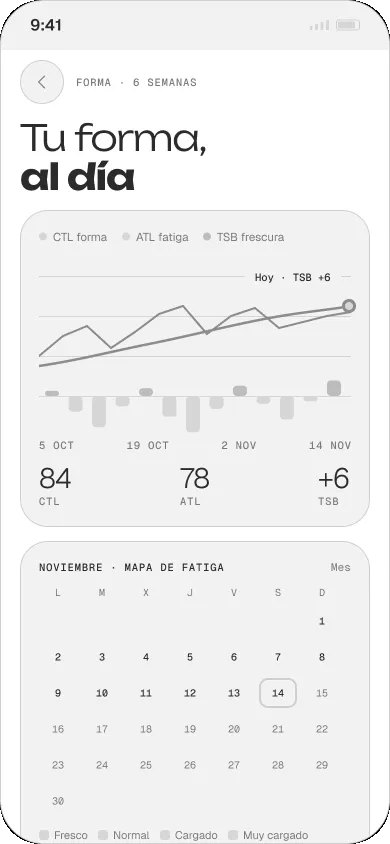 9:41
FORMA · 6 SEMANAS
Tu forma,
al día
CTL forma ATL fatiga TSB frescura
Hoy · TSB +6
5 OCT 19 OCT 2 NOV 14 NOV
84 78 +6
CTL ATL TSB
NOVIEMBRE · MAPA DE FATIGA Mes
L M X J V S D
1
2 3 4 5 6 7 8
9 10 11 12 13 14 15
16 17 18 19 20 21 22
23 24 25 26 27 28 29
30
Fresco Normal Cargado Muy cargado